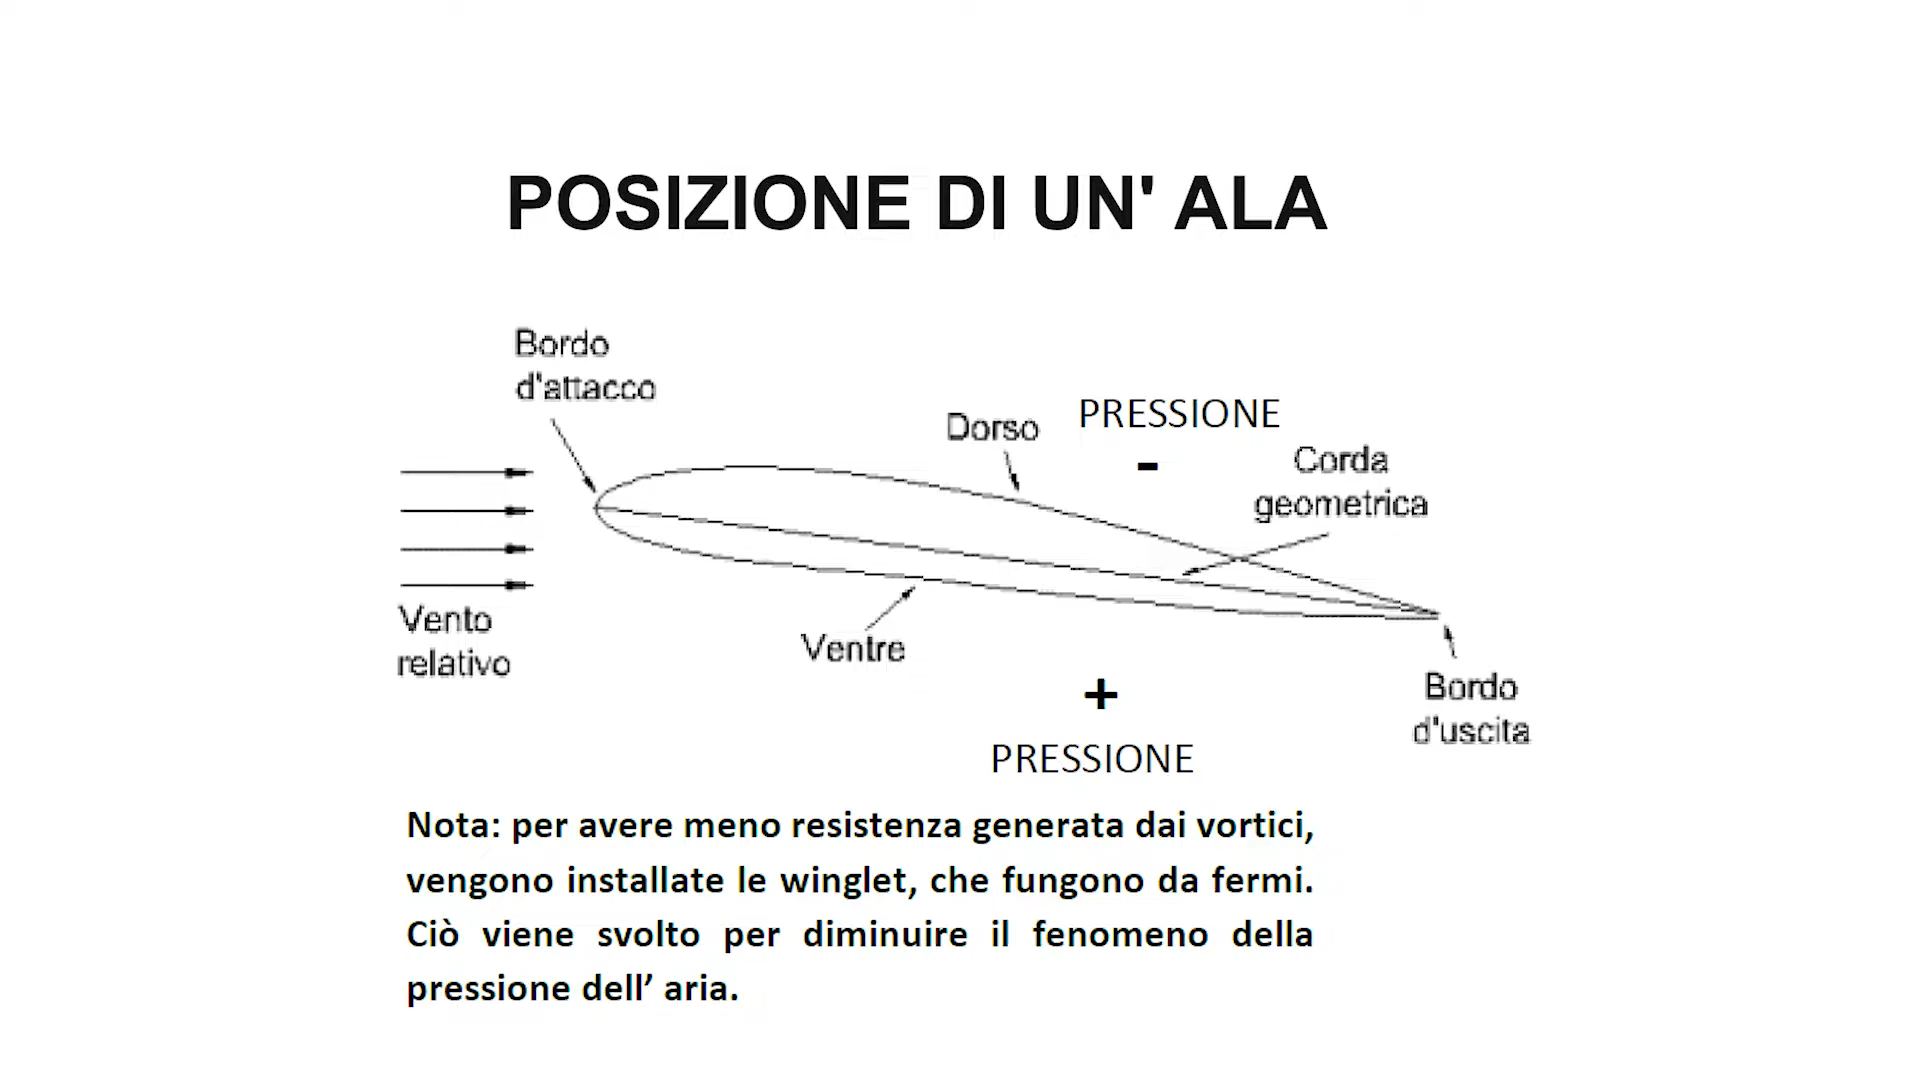 POSIZIONE DI UN' ALA
Bordo
d'attacco
Dorso
PRESSIONE
-
Corda
geometrica
Vento
relativo
Ventre
+
PRESSIONE
Bordo
d'uscita
Nota: per avere meno resistenza generata dai vortici,
vengono installate le winglet, che fungono da fermi.
Ciò viene svolto per diminuire il fenomeno della
pressione dell’ aria.